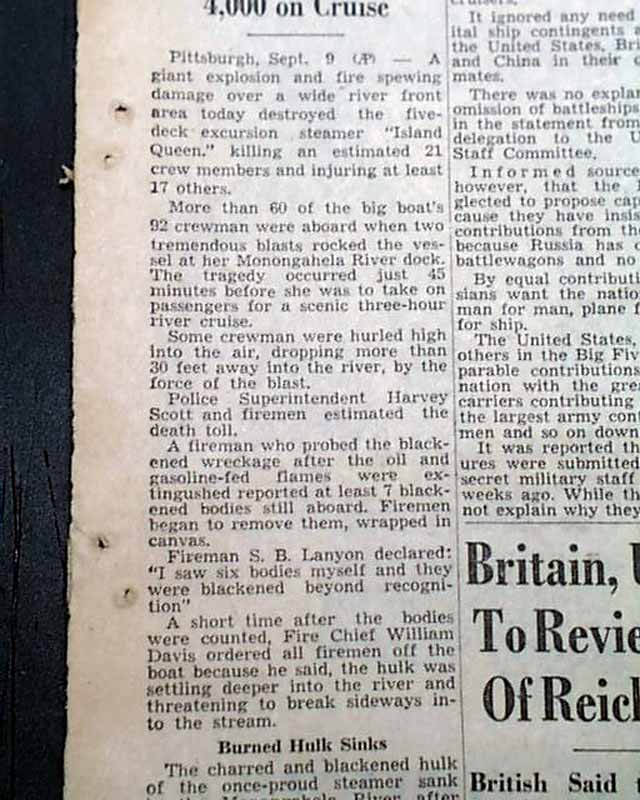 4,000 on Cruise
Pittsburgh, Sept. 9 (AP) — A
giant explosion and fire spewing
damage over a wide river front
area today destroyed the five-
deck excursion steamer "Island
Queen." killing an estimated 21
crew members and injuring at least
17 others.
More than 60 of the big boat's
92 crewman were aboard when two
tremendous blasts rocked the ves-
sel at her Monongahela River dock.
The tragedy occurred just 45
minutes before she was to take on
passengers for a scenic three-hour
river cruise.
Some crewman were hurled high
into the air, dropping more than
30 feet away into the river, by the
force of the blast.
Police Superintendent Harvey
Scott and firemen estimated the
death toll.
A fireman who probed the black-
ened wreckage after the oil and
gasoline-fed flames were ex-
tingushed reported at least 7 black-
ened bodies still aboard. Firemen
began to remove them, wrapped in
canvas.
Fireman S. B. Lanyon declared:
"I saw six bodies myself and they
were blackened beyond recogni-
tion"
A short time after the bodies
were counted, Fire Chief William
Davis ordered all firemen off the
boat because he said, the hulk was
settling deeper into the river and
threatening to break sideways in-
to the stream.
Burned Hulk Sinks
The charred and blackened hulk
of the once-proud steamer sank
Monongahela River after
cruisers.
It ignored any need
ital ship contingents
the United States, Bri
and China in their
mates.
There was no expla
omission of battleships
in the statement from
delegation to the U
Staff Committee.
Informed source
however, that the
glected to propose cap
cause they have insis
contributions from the
because Russia has
battlewagons and no
By equal contributi
sians want the natio
man for man, plane f
for ship.
The United States,
others in the Big Fiv
parable contributions
nation with the grea
carriers contributing
the largest army cont
men and so on down
It was reported th
ures were submitted
secret military staff
weeks ago. While th
not explain why they
Britain, U
To Revie
Of Reich
British Said